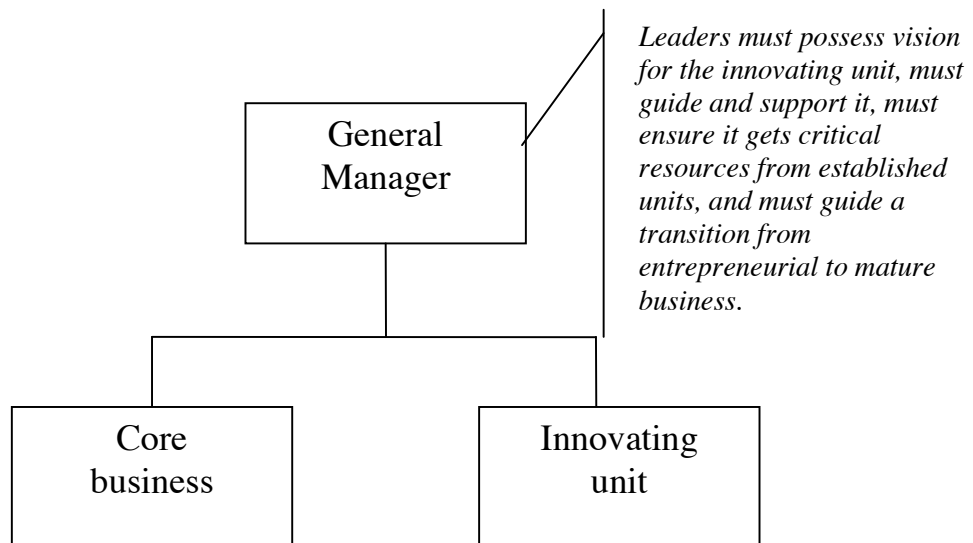 Leaders must possess vision
for the innovating unit, must
guide and support it, must
ensure it gets critical
resources from established
units, and must guide a
transition from
entrepreneurial to mature
business.
General
Manager
Core
business
Innovating
unit